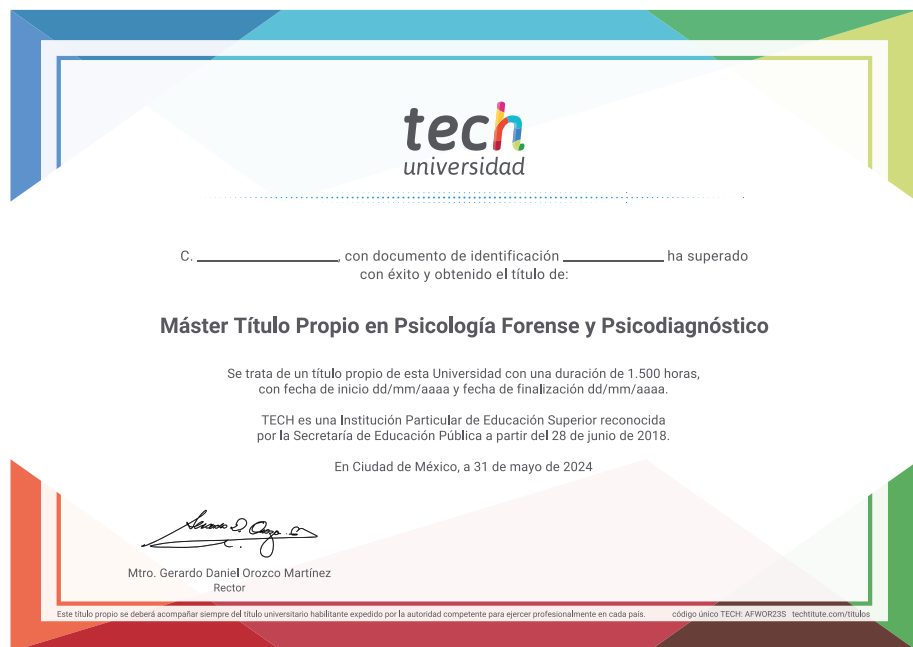 tech
universidad
C. ____________________, con documento de identificación ______________ ha superado
con éxito y obtenido el título de:
Máster Título Propio en Psicología Forense y Psicodiagnóstico
Se trata de un título propio de esta Universidad con una duración de 1.500 horas,
con fecha de inicio dd/mm/aaaa y fecha de finalización dd/mm/aaaa.
TECH es una Institución Particular de Educación Superior reconocida
por la Secretaría de Educación Pública a partir del 28 de junio de 2018.
En Ciudad de México, a 31 de mayo de 2024
Mtro. Gerardo Daniel Orozco Martínez
Rector
Este título propio se deberá acompañar siempre del título universitario habilitante expedido por la autoridad competente para ejercer profesionalmente en cada país. código único TECH: AFWOR23S techtitute.com/titulos